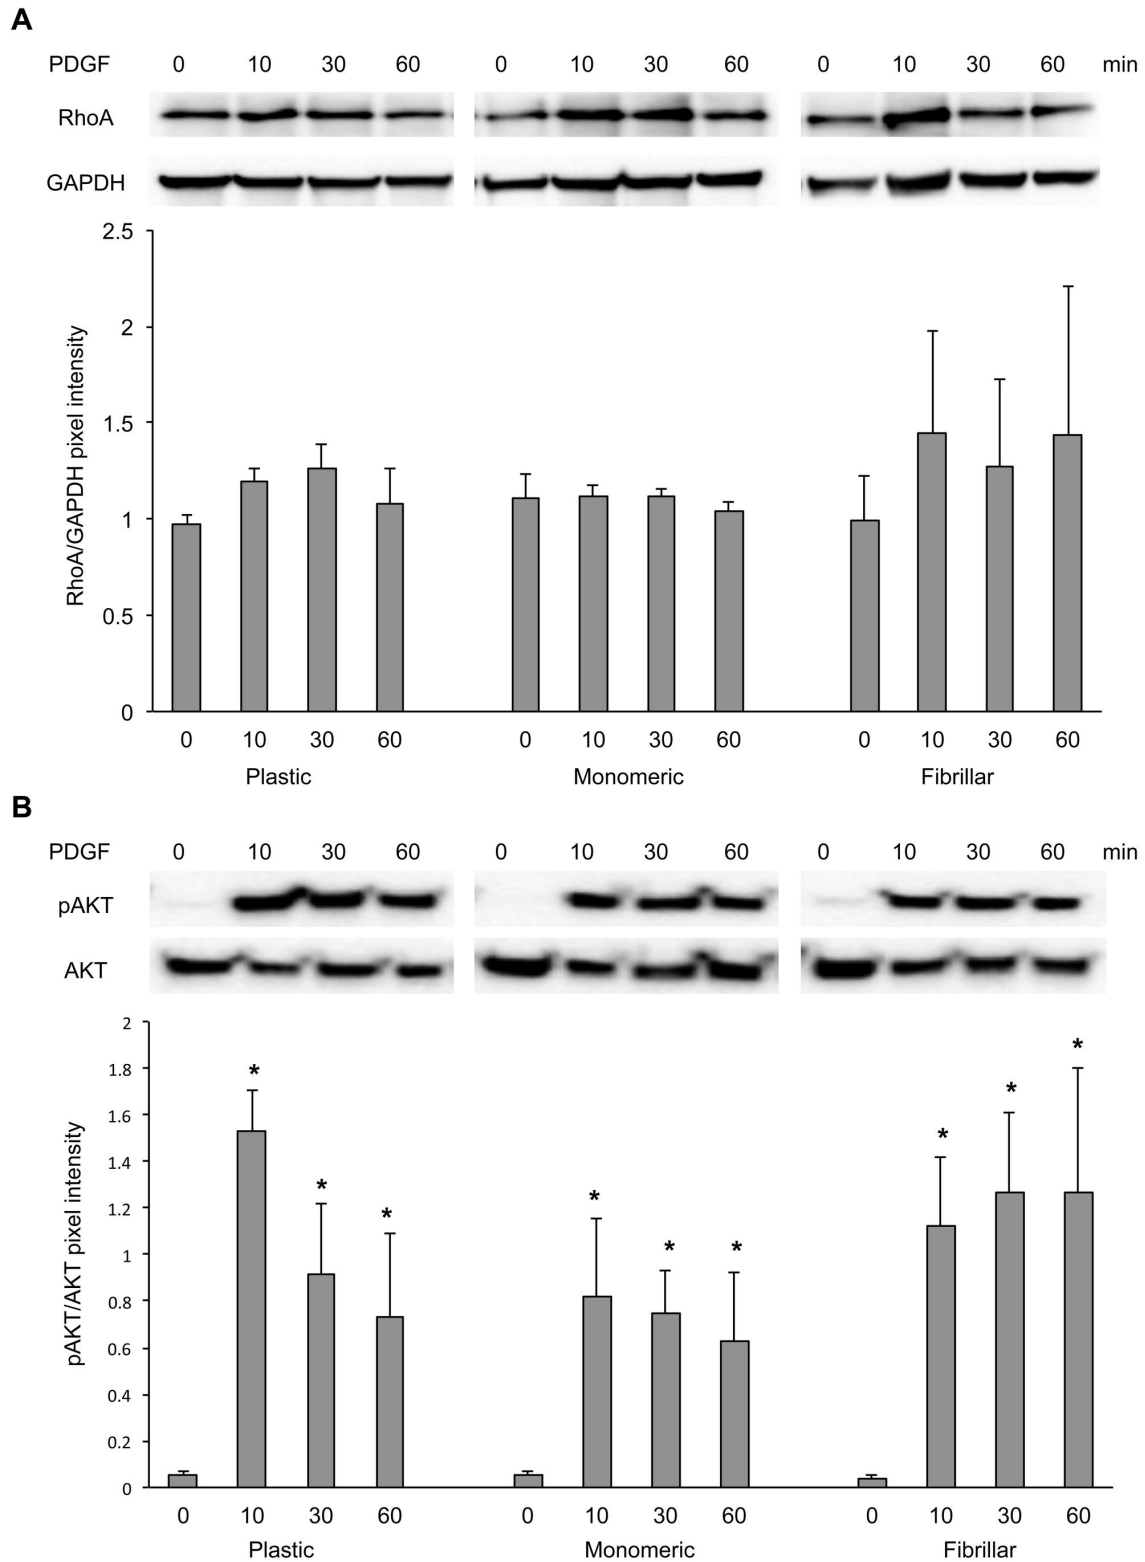 A
PDGF 0 10 30 60 0 10 30 60 0 10 30 60 min
RhoA
GAPDH
RhoA/GAPDH pixel intensity
2.5
2
1.5
1
0.5
0
0 10 30 60 0 10 30 60 0 10 30 60
Plastic Monomeric Fibrillar
B
PDGF 0 10 30 60 0 10 30 60 0 10 30 60 min
pAKT
AKT
pAKT/AKT pixel intensity
2
1.8
1.6
1.4
1.2
1
0.8
0.6
0.4
0.2
0
* * * * * * * * *
0 10 30 60 0 10 30 60 0 10 30 60
Plastic Monomeric Fibrillar